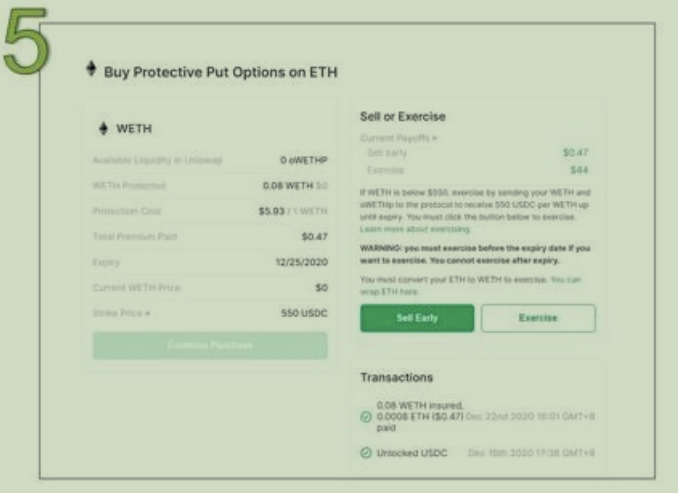 5
Buy Protective Put Options on ETH
WETH
Available Liquidity in Uniswap 0 oWETHP
WETH Protected 0.08 WETH $0
Protection Cost $5.93 / 1 WETH
Total Premium Paid $0.47
Expiry 12/25/2020
Current WETH Price $0
Strike Price 550 USDC
Continue Purchase
Sell or Exercise
Current Payoffs
Sell early $0.47
Exercise $44
If WETH is below $550, exercise by sending your WETH and
oWETHp to the protocol to receive 550 USDC per WETH up
until expiry. You must click the button below to exercise.
Learn more about exercising.
WARNING: you must exercise before the expiry date if you
want to exercise. You cannot exercise after expiry.
You must convert your ETH to WETH to exercise. You can
wrap ETH here.
Sell Early
Exercise
Transactions
0.08 WETH insured,
0.0008 ETH ($0.47) Dec 22nd 2020 16:01 GMT+8
paid
Unlocked USDC Dec 18th 2020 17:38 GMT+8